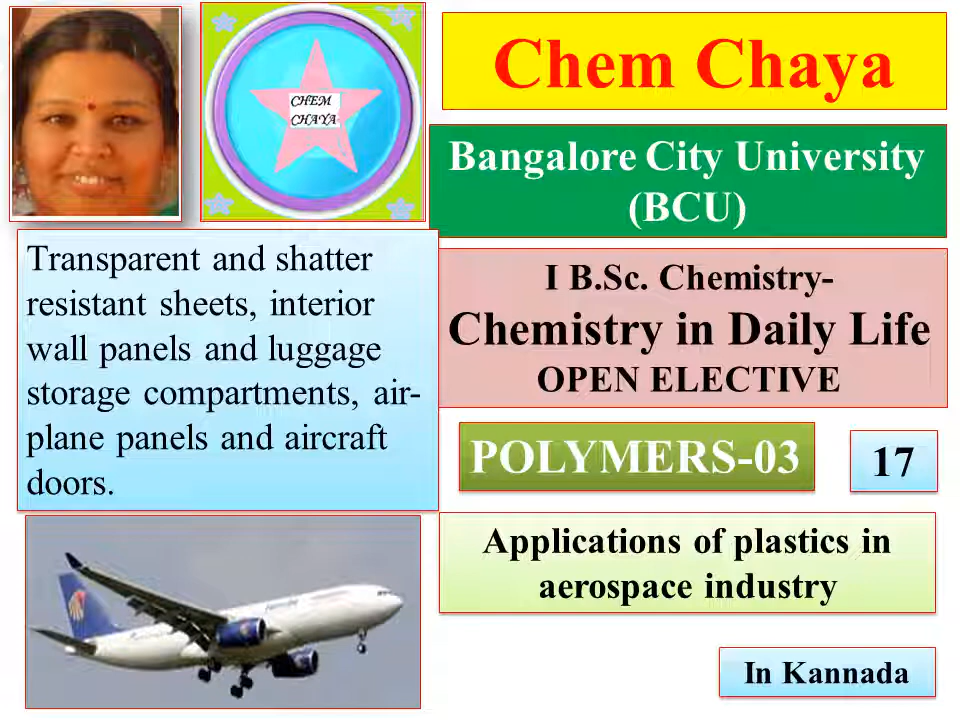 CHEM
CHAYA
Chem Chaya
Bangalore City University
(BCU)
Transparent and shatter
resistant sheets, interior
wall panels and luggage
storage compartments, air-
plane panels and aircraft
doors.
I B.Sc. Chemistry-
Chemistry in Daily Life
OPEN ELECTIVE
POLYMERS-03
17
Applications of plastics in
aerospace industry
In Kannada